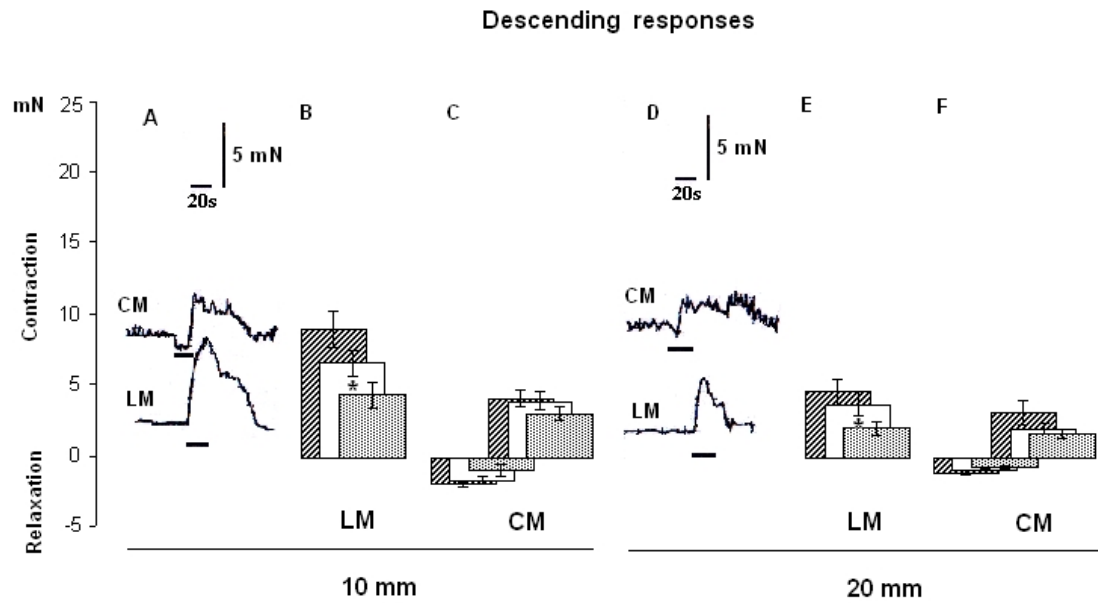 Descending responses
mN
25
20
15
10
5
0
-5
Contraction
Relaxation
A
5 mN
20s
CM
LM
B
C
LM
*
CM
10 mm
D
5 mN
20s
CM
LM
E
F
*
LM
CM
20 mm